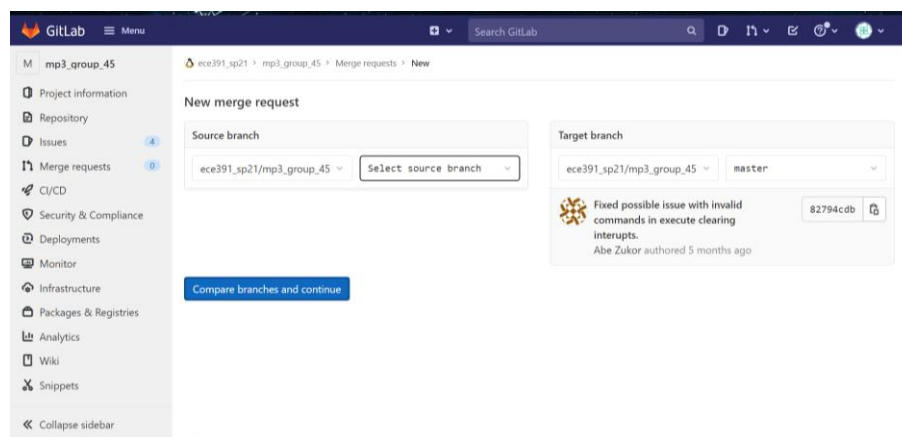 GitLab Menu Search GitLab
M mp3_group_45
ece391_sp21 > mp3_group_45 > Merge requests > New
Project information
Repository
Issues 4
Merge requests 0
CI/CD
Security & Compliance
Deployments
Monitor
Infrastructure
Packages & Registries
Analytics
Wiki
Snippets
Collapse sidebar
New merge request
Source branch
ece391_sp21/mp3_group_45 Select source branch
Target branch
ece391_sp21/mp3_group_45 master
Fixed possible issue with invalid
commands in execute clearing
interupts.
Abe Zukor authored 5 months ago
82794cdb
Compare branches and continue